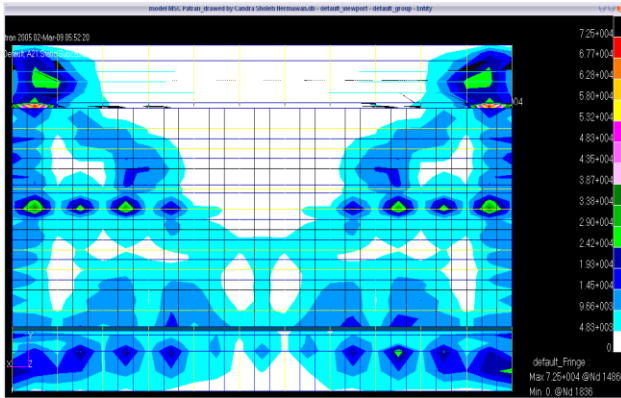 model MSC Patran_drawed by Candra Sholeh Hermawan.db - default_viewport - default_group - Entity
tron 2005 02-Mar-09 05:52:20
Default, A21
7.25+004
6.77+004
6.28+004
5.80+004
5.32+004
4.83+004
4.35+004
3.87+004
3.38+004
2.90+004
2.42+004
1.93+004
1.45+004
9.66+003
4.83+003
0
04
Y
X Z
default_Fringe :
Max 7.25+004 @Nd 1486
Min 0. @Nd 1836